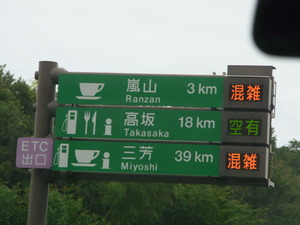 嵐山 3 km 混雑
Ranzan
高坂 18 km 空有
Takasaka
ETC
出口
三芳 39 km 混雑
Miyoshi